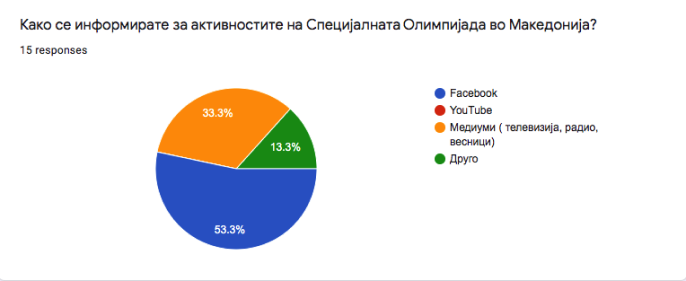 Како се информирате за активностите на Специјалната Олимпијада во Македонија?
15 responses
33.3%
13.3%
53.3%
Facebook
YouTube
Медиуми ( телевизија, радио,
весници)
Друго